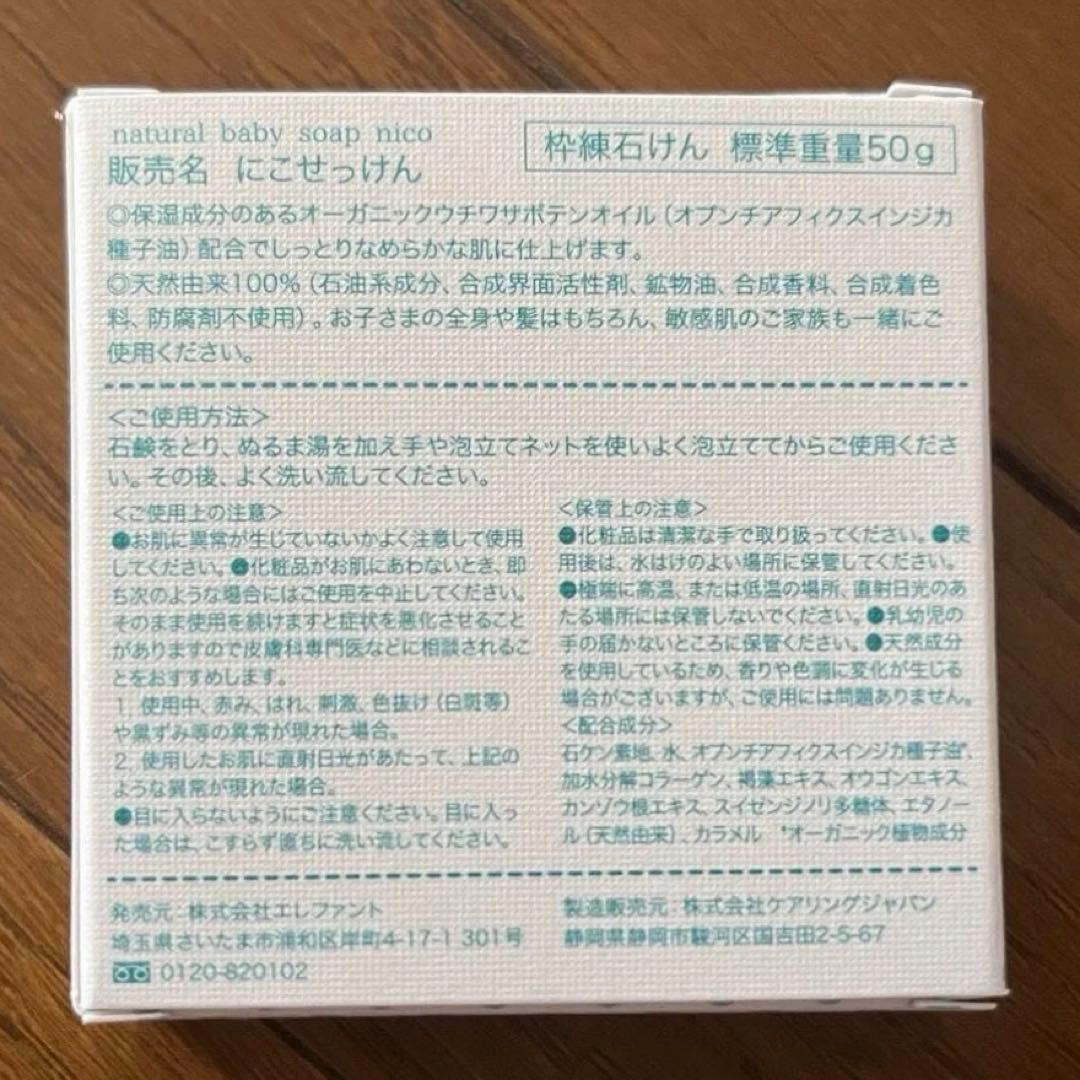 natural baby soap nico
販売名 にこせっけん
枠練石けん 標準重量50g
◎保湿成分のあるオーガニックウチワサボテンオイル(オプンチアフィクスインジカ
種子油)配合でしっとりなめらかな肌に仕上げます。
◎天然由来100%(石油系成分、合成界面活性剤、鉱物油、合成香料、合成着色
料、防腐剤不使用)。お子さまの全身や髪はもちろん、敏感肌のご家族も一緒にご
使用ください。
<ご使用方法>
石鹸をとり、ぬるま湯を加え手や泡立てネットを使いよく泡立ててからご使用くださ
い。その後、よく洗い流してください。
<ご使用上の注意>
●お肌に異常が生じていないかよく注意して使用
してください。●化粧品がお肌にあわないとき、即
ち次のような場合にはご使用を中止してください。
そのまま使用を続けますと症状を悪化させること
がありますので皮膚科専門医などに相談されるこ
とをおすすめします。
1. 使用中、赤み、はれ、刺激、色抜け(白斑等)
や黒ずみ等の異常が現れた場合。
2. 使用したお肌に直射日光があたって、上記の
ような異常が現れた場合。
●目に入らないようにご注意ください。目に入っ
た場合は、こすらず直ちに洗い流してください。
<保管上の注意>
●化粧品は清潔な手で取り扱ってください。●使
用後は、水はけのよい場所に保管してください。
●極端に高温、または低温の場所、直射日光のあ
たる場所には保管しないでください。●乳幼児の
手の届かないところに保管ください。●天然成分
を使用しているため、香りや色調に変化が生じる
場合がございますが、ご使用には問題ありません。
<配合成分>
石ケン素地、水、オプンチアフィクスインジカ種子油*、
加水分解コラーゲン、褐藻エキス、オウゴンエキス、
カンゾウ根エキス、スイゼンジノリ多糖体、エタノー
ル(天然由来)、カラメル *オーガニック植物成分
発売元:株式会社エレファント
埼玉県さいたま市浦和区岸町4-17-1 301号
0120-820102
製造販売元:株式会社ケアリングジャパン
静岡県静岡市駿河区国吉田2-5-67